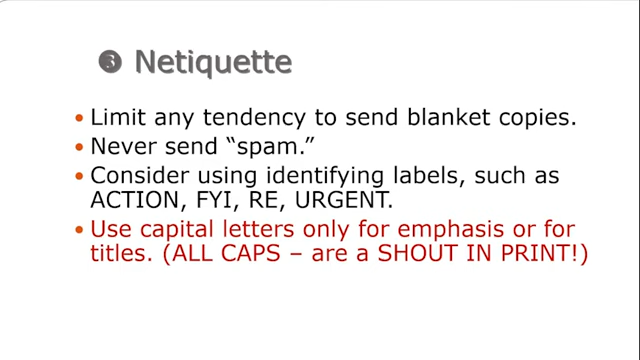 ❸ Netiquette
• Limit any tendency to send blanket copies.
• Never send “spam.”
• Consider using identifying labels, such as
ACTION, FYI, RE, URGENT.
• Use capital letters only for emphasis or for
titles. (ALL CAPS – are a SHOUT IN PRINT!)